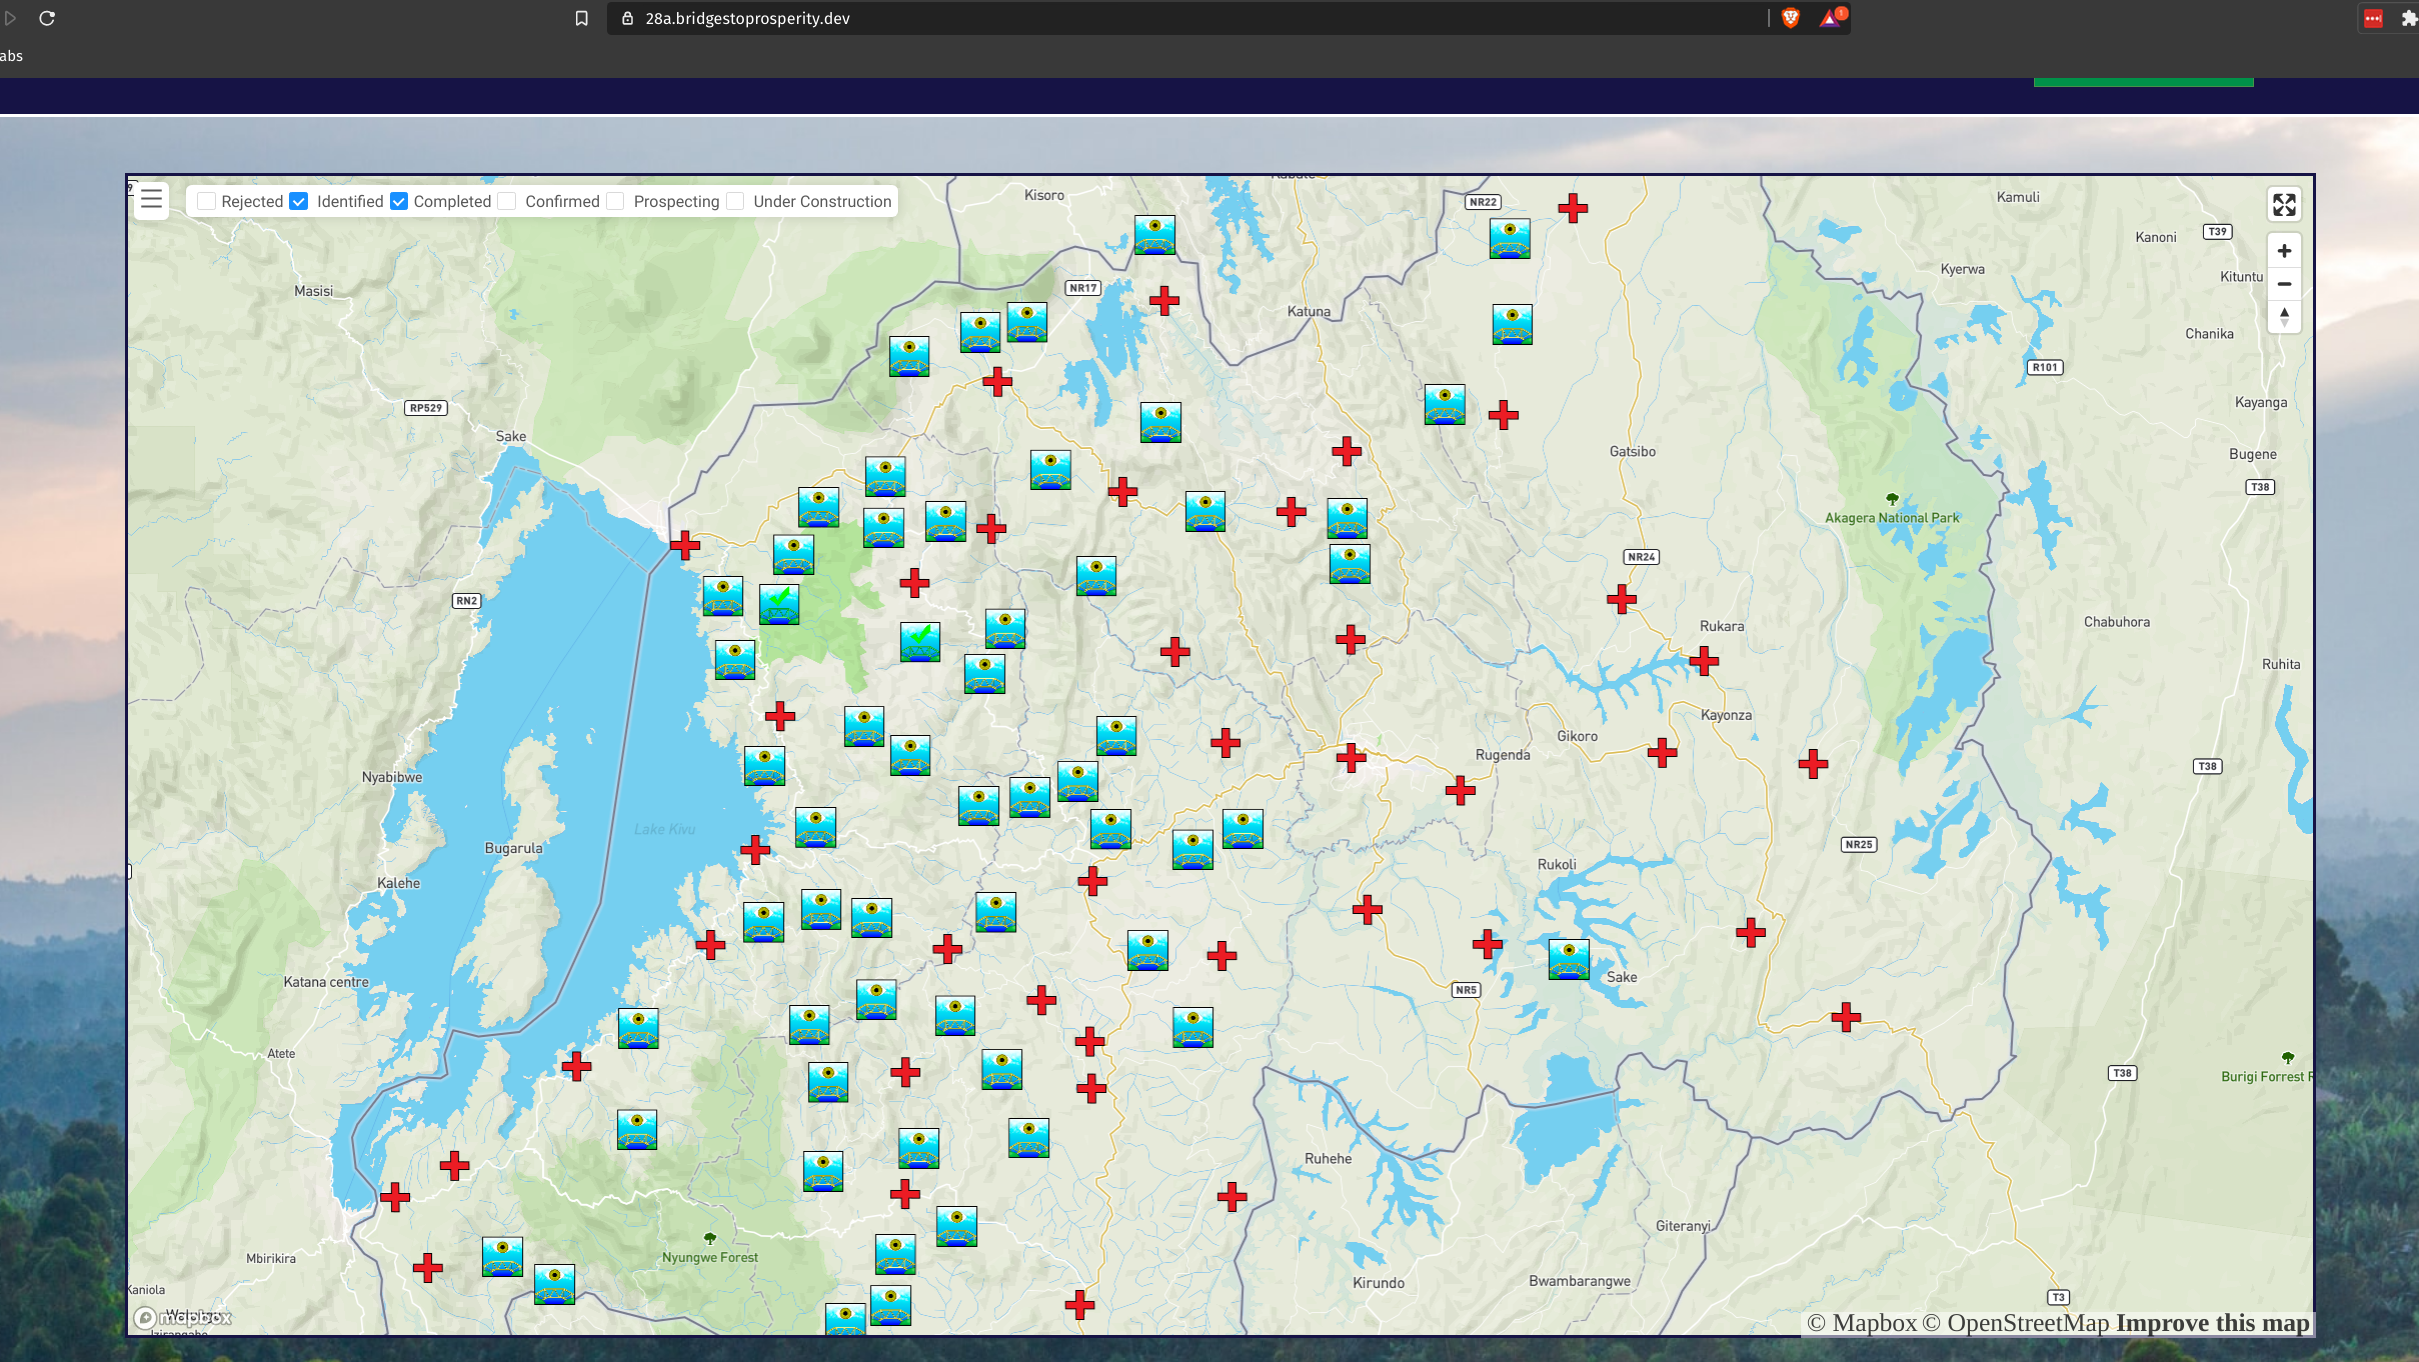 28a.bridgestoprosperity.dev
1
abs
Rejected Identified Completed Confirmed Prospecting Under Construction
9
Kisoro
NR22
Kamuli
Kanoni
T39
Kyerwa
Kituntu
Masisi
NR17
Katuna
Chanika
R101
RP529
Kayanga
Sake
Gatsibo
Bugene
T38
Akagera National Park
NR24
RN2
Chabuhora
Rukara
Ruhita
Kayonza
Gikoro
Rugenda
T38
Nyabibwe
Lake Kivu
Bugarula
NR25
Rukoli
Kalehe
Sake
Katana centre
NR5
Atete
T38
Burigi Forrest R
Ruhehe
Giteranyi
Nyungwe Forest
Mbirikira
Kirundo
Bwambarangwe
Kaniola
T3
mapbox
© Mapbox © OpenStreetMap Improve this map